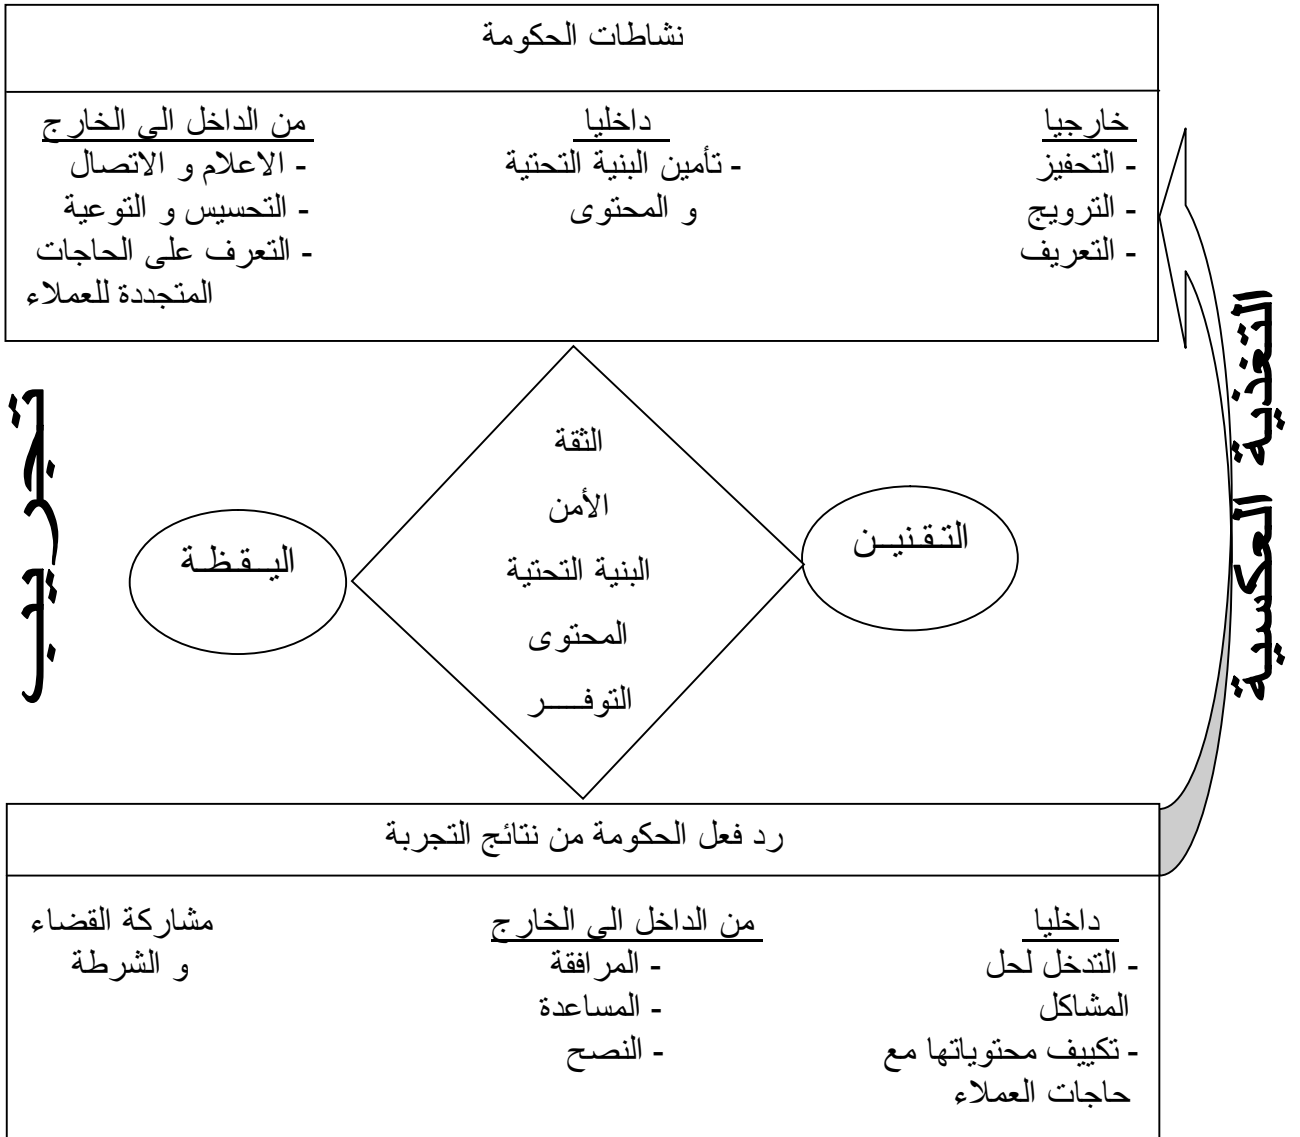 نشاطات الحكومة
خارجيا
- التحفيز
- الترويج
- التعريف
داخليا
- تأمين البنية التحتية
و المحتوى
من الداخل الى الخارج
- الاعلام و الاتصال
- التحسيس و التوعية
- التعرف على الحاجات
المتجددة للعملاء
التغذية العكسية
التـقـنيــن
الثقة
الأمن
البنية التحتية
المحتوى
التوفــــر
اليــقـظـة
تجريب
رد فعل الحكومة من نتائج التجربة
داخليا
- التدخل لحل
المشاكل
- تكييف محتوياتها مع
حاجات العملاء
من الداخل الى الخارج
- المرافقة
- المساعدة
- النصح
مشاركة القضاء
و الشرطة